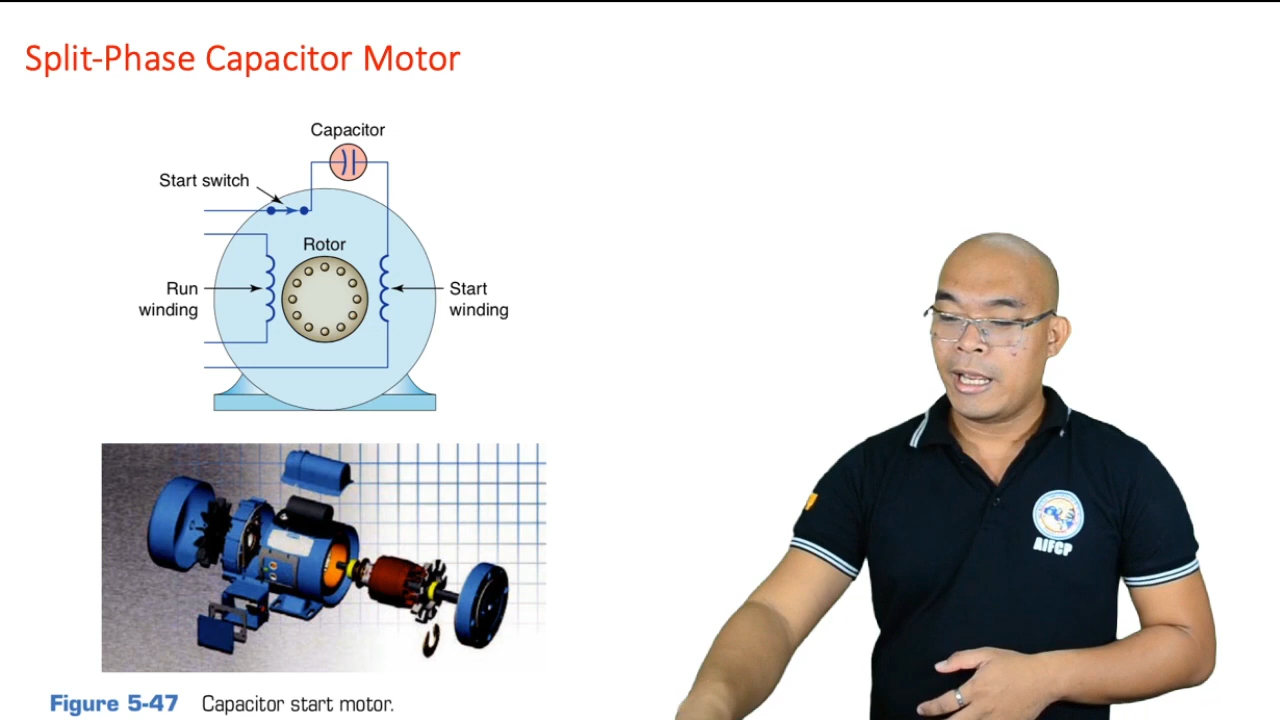 Split-Phase Capacitor Motor
Capacitor
Start switch
Rotor
Run
winding
Start
winding
AIFCP
Figure 5-47 Capacitor start motor.